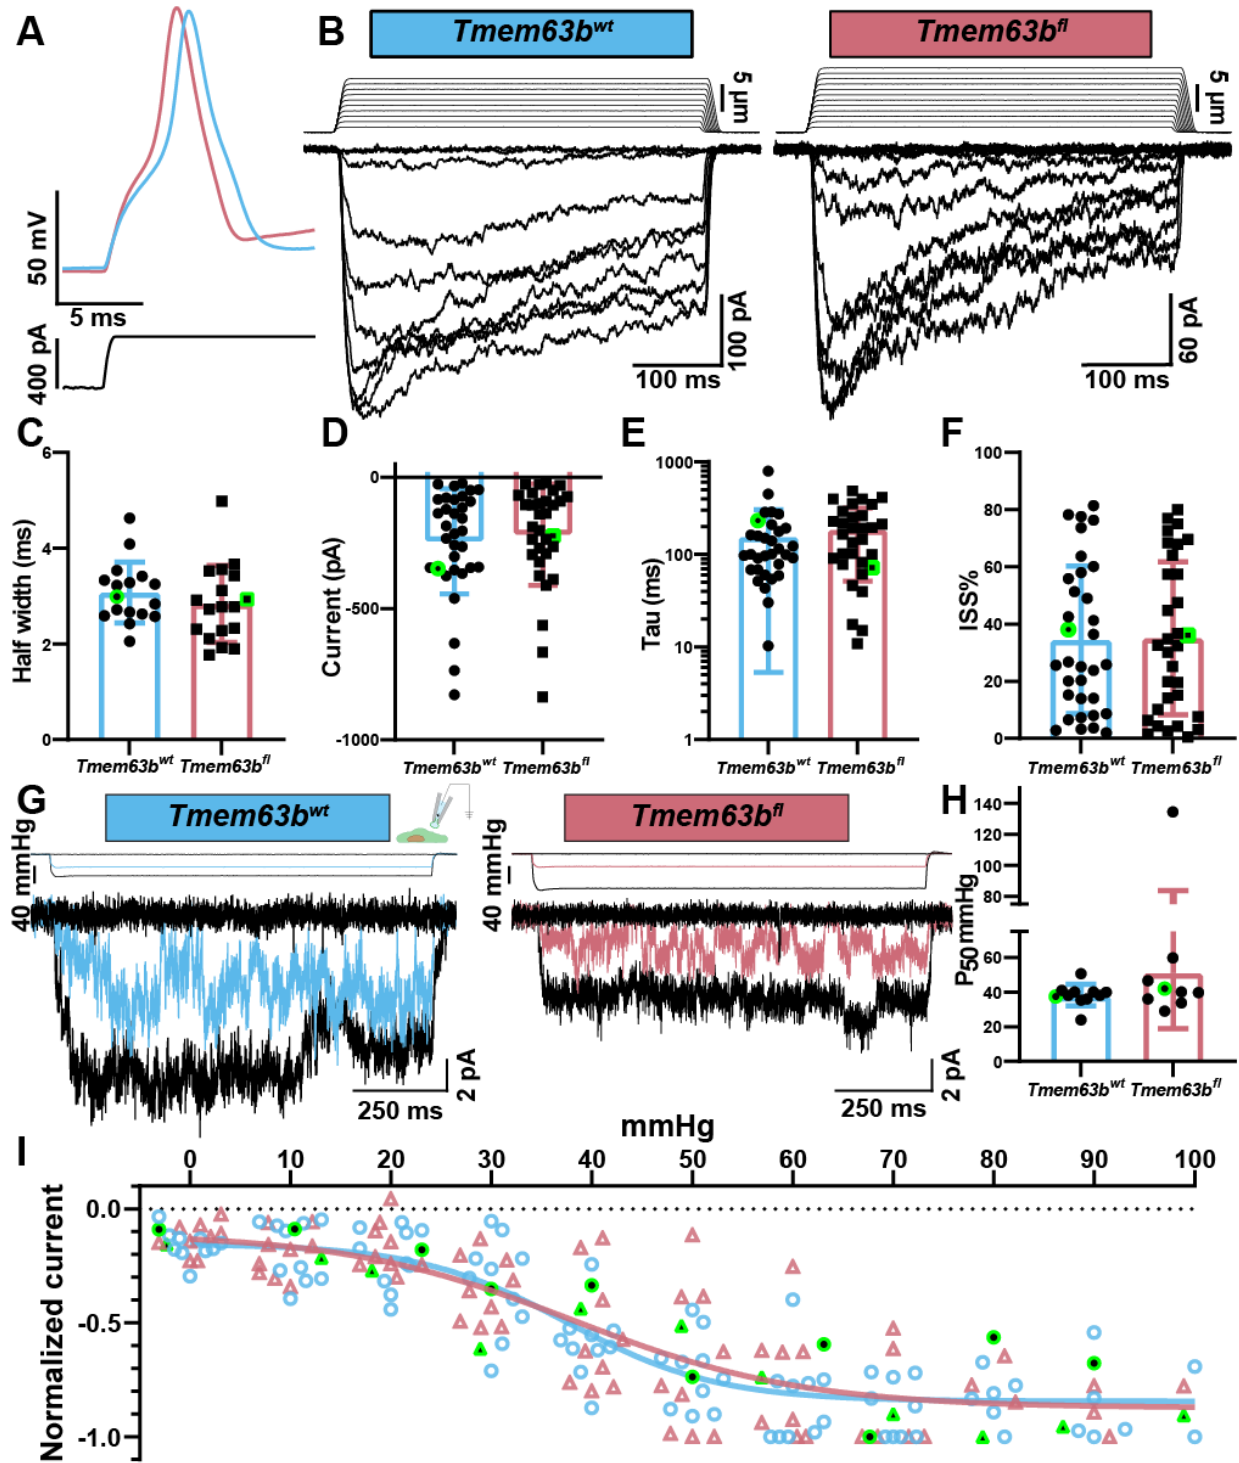 A
50 mV
5 ms
400 pA
B
Tmem63b^wt
Tmem63b^fl
5 µm
5 µm
100 pA
100 ms
60 pA
100 ms
C
Half width (ms)
6
4
2
0
Tmem63b^wt Tmem63b^fl
D
Current (pA)
0
-500
-1000
Tmem63b^wt Tmem63b^fl
E
Tau (ms)
1000
100
10
1
Tmem63b^wt Tmem63b^fl
F
ISS%
100
80
60
40
20
0
Tmem63b^wt Tmem63b^fl
G
Tmem63b^wt
Tmem63b^fl
40 mmHg
40 mmHg
2 pA
250 ms
2 pA
250 ms
H
P50mmHg
140
120
100
80
60
40
20
0
Tmem63b^wt Tmem63b^fl
I
mmHg
0 10 20 30 40 50 60 70 80 90 100
Normalized current
0.0
-0.5
-1.0